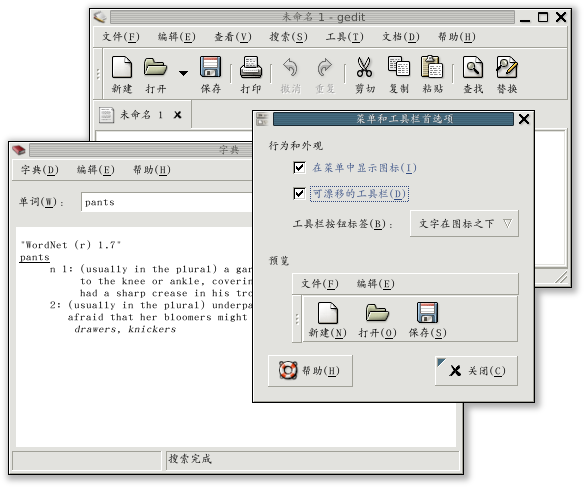 未命名 1 - gedit
文件(F) 编辑(E) 查看(V) 搜索(S) 工具(T) 文档(D) 帮助(H)
新建 打开 保存 打印 撤消 重复 剪切 复制 粘贴 查找 替换
未命名 1
字典
字典(D) 编辑(E) 帮助(H)
单词(W): pants
"WordNet (r) 1.7"
pants
n 1: (usually in the plural) a gar
to the knee or ankle, coverin
had a sharp crease in his tro
2: (usually in the plural) underpa
afraid that her bloomers might
drawers, knickers
搜索完成
菜单和工具栏首选项
行为和外观
在菜单中显示图标(I)
可漂移的工具栏(D)
工具栏按钮标签(B): 文字在图标之下
预览
文件(F) 编辑(E)
新建(N) 打开(O) 保存(S)
帮助(H) 关闭(C)